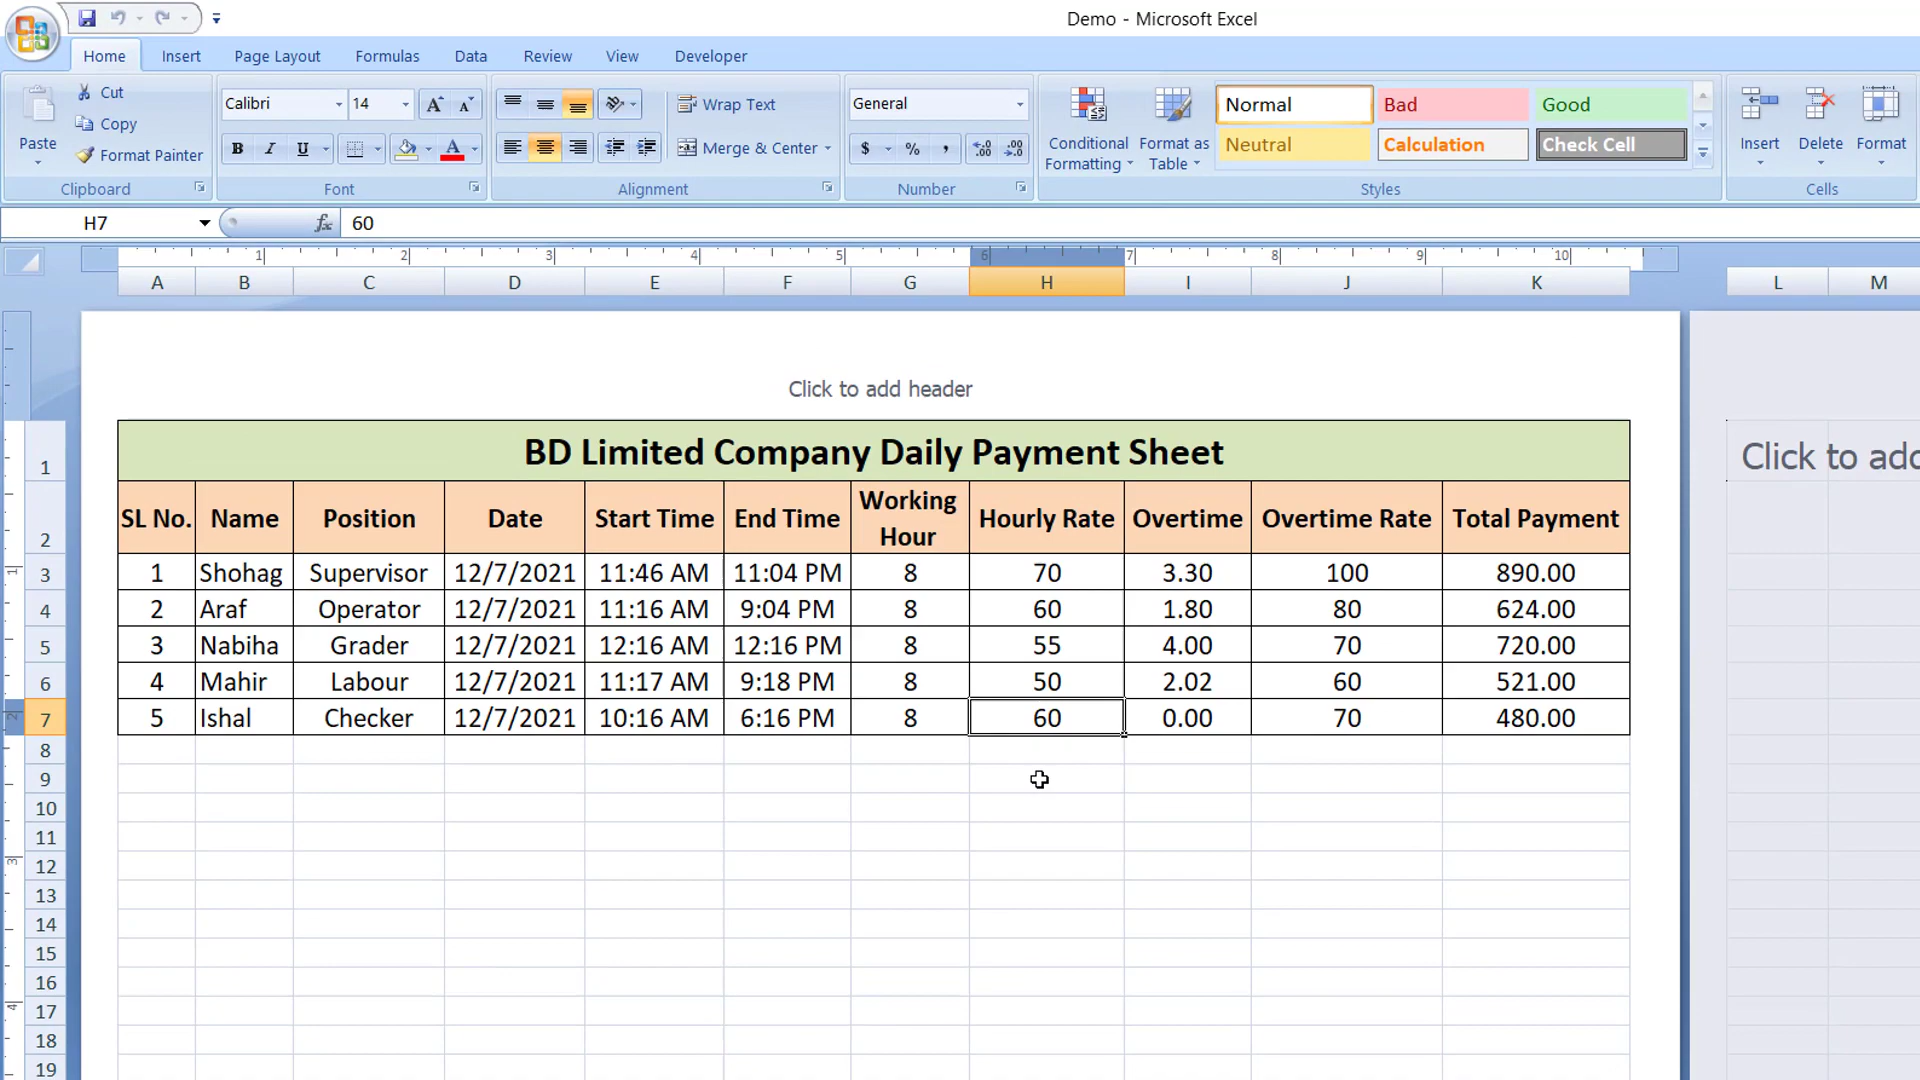 Demo - Microsoft Excel
Home Insert Page Layout Formulas Data Review View Developer
Paste
Cut
Copy
Format Painter
Clipboard
Calibri 14 A A
B I U A
Font
Wrap Text
Merge & Center
Alignment
General
$ % ,
Number
Conditional Formatting
Format as Table
Normal Bad Good
Neutral Calculation Check Cell
Styles
Insert Delete Format
Cells
H7 fx 60
1 2 3 4 5 6 7 8 9 10
A B C D E F G H I J K L M
Click to add header
Click to add
1 BD Limited Company Daily Payment Sheet
2 SL No. Name Position Date Start Time End Time Working Hour Hourly Rate Overtime Overtime Rate Total Payment
3 1 Shohag Supervisor 12/7/2021 11:46 AM 11:04 PM 8 70 3.30 100 890.00
4 2 Araf Operator 12/7/2021 11:16 AM 9:04 PM 8 60 1.80 80 624.00
5 3 Nabiha Grader 12/7/2021 12:16 AM 12:16 PM 8 55 4.00 70 720.00
6 4 Mahir Labour 12/7/2021 11:17 AM 9:18 PM 8 50 2.02 60 521.00
7 5 Ishal Checker 12/7/2021 10:16 AM 6:16 PM 8 60 0.00 70 480.00
8
9
10
11
12
13
14
15
16
17
18
19